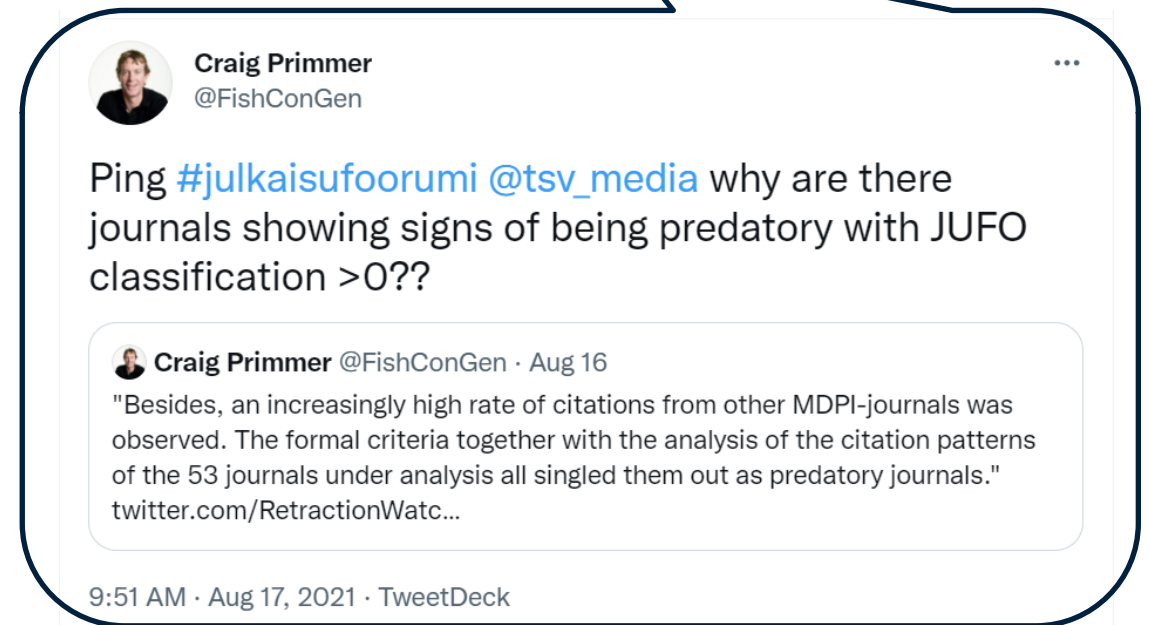 Craig Primmer
@FishConGen
Ping #julkaisufoorumi @tsv_media why are there
journals showing signs of being predatory with JUFO
classification >0??
Craig Primmer @FishConGen · Aug 16
"Besides, an increasingly high rate of citations from other MDPI-journals was
observed. The formal criteria together with the analysis of the citation patterns
of the 53 journals under analysis all singled them out as predatory journals."
twitter.com/RetractionWatc...
9:51 AM · Aug 17, 2021 · TweetDeck